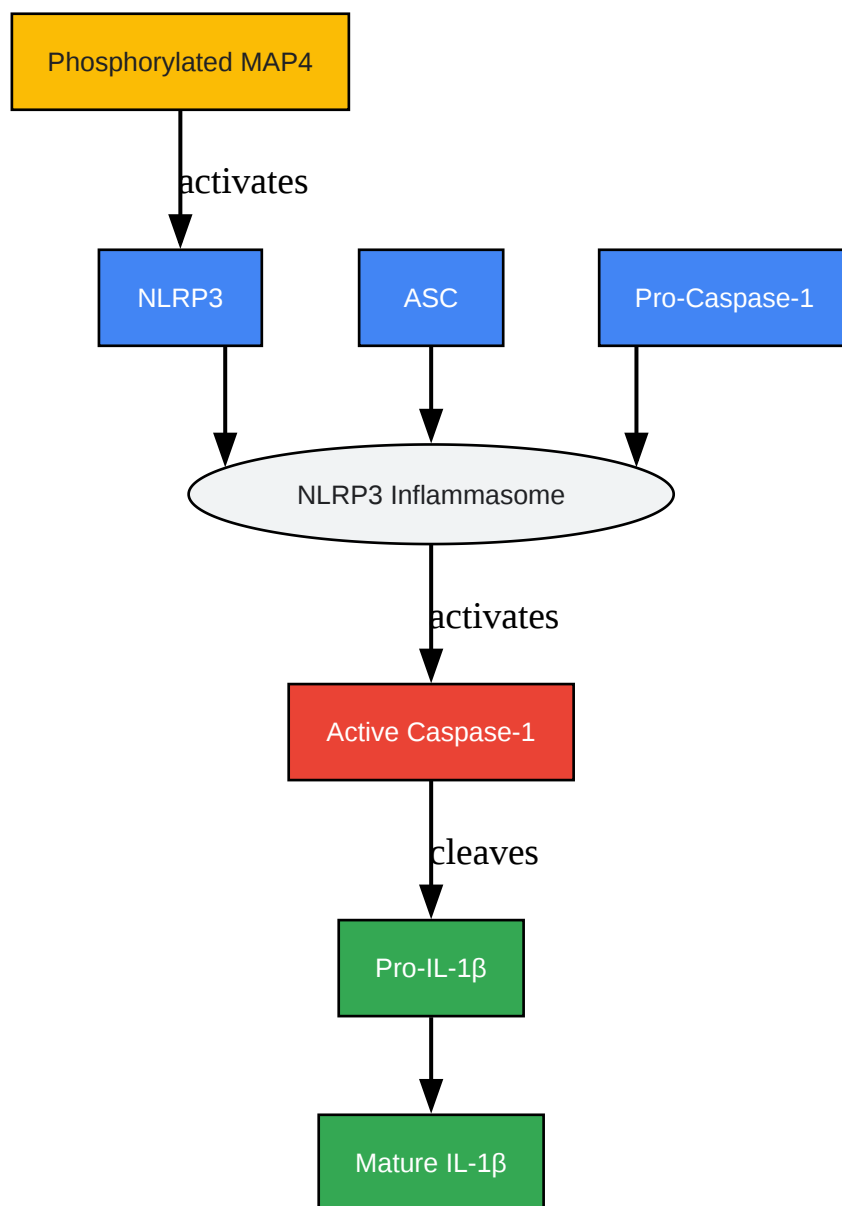 Phosphorylated MAP4
activates
NLRP3
ASC
Pro-Caspase-1
NLRP3 Inflammasome
activates
Active Caspase-1
cleaves
Pro-IL-1β
Mature IL-1β